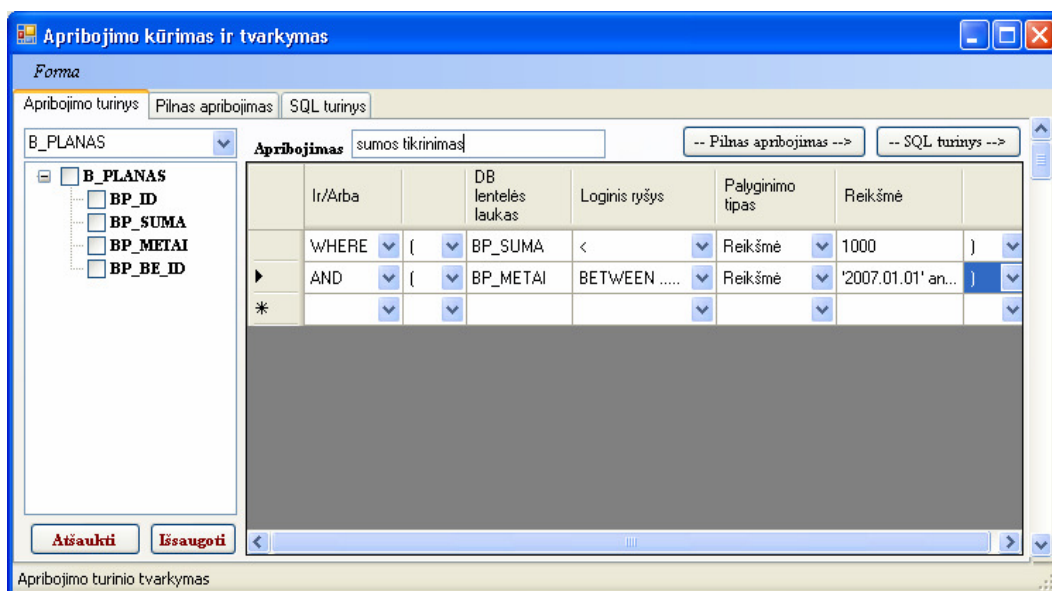 Apribojimo kūrimas ir tvarkymas
Forma
Apribojimo turinys Pilnas apribojimas SQL turinys
B_PLANAS Apribojimas sumos tikrinimas -- Pilnas apribojimas --> -- SQL turinys -->
B_PLANAS
BP_ID
BP_SUMA
BP_METAI
BP_BE_ID
Ir/Arba DB lentelės laukas Loginis ryšys Palyginimo tipas Reikšmė
WHERE ( BP_SUMA < Reikšmė 1000 )
AND ( BP_METAI BETWEEN ..... Reikšmė '2007.01.01' an... )
Atšaukti Išsaugoti
Apribojimo turinio tvarkymas